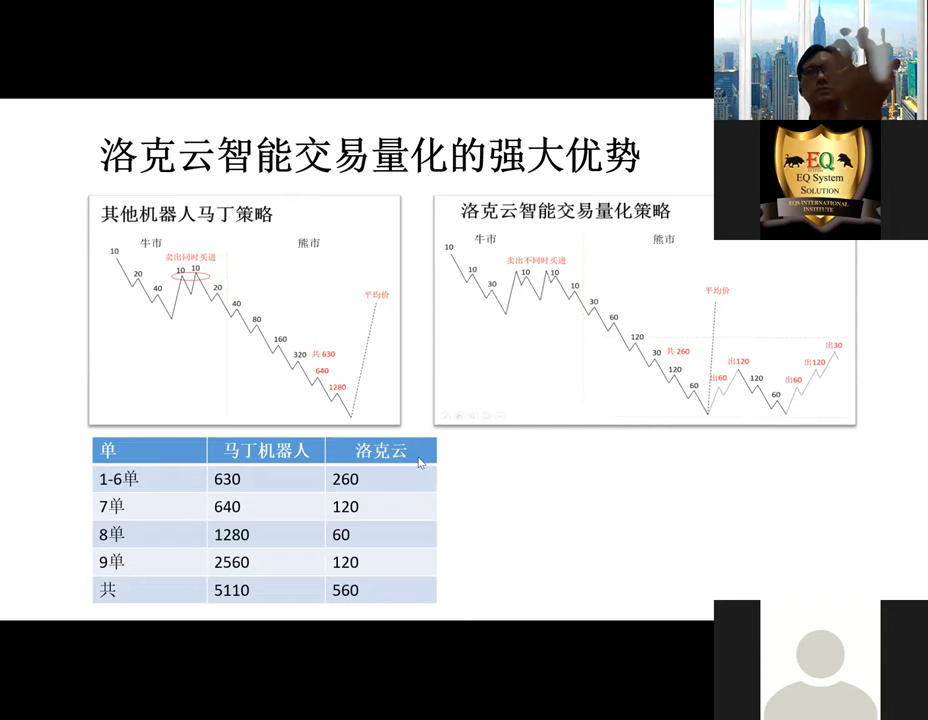 洛克云智能交易量化的强大优势
其他机器人马丁策略
牛市
熊市
卖出同时买进
10
20
40
10
10
20
40
80
160
320
共 630
640
1280
平均价
洛克云智能交易量化策略
牛市
熊市
卖出不同时买进
10
10
30
10
10
10
30
60
120
30
共 260
120
60
平均价
出60
出120
120
60
出60
出120
出30
单 马丁机器人 洛克云
1-6单 630 260
7单 640 120
8单 1280 60
9单 2560 120
共 5110 560
EQ
EQ System
Solution
EQS INTERNATIONAL
INSTITUTE